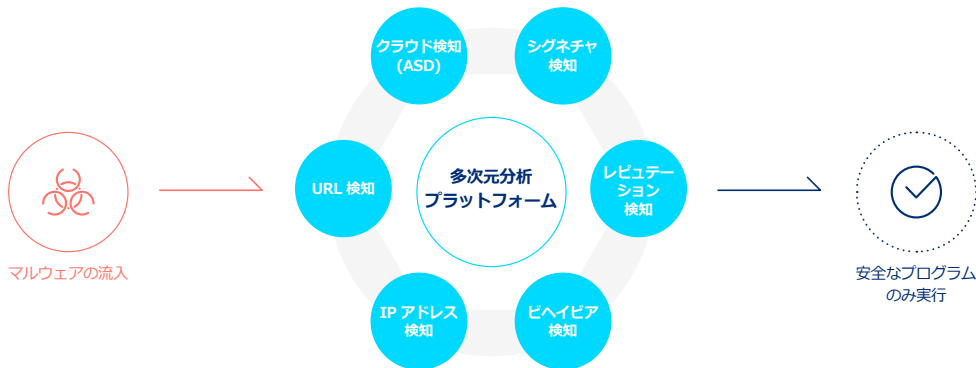 クラウド検知
(ASD)
シグネチャ
検知
URL 検知
多次元分析
プラットフォーム
レピュテー
ション
検知
マルウェアの流入
安全なプログラム
のみ実行
IP アドレス
検知
ビヘイビア
検知